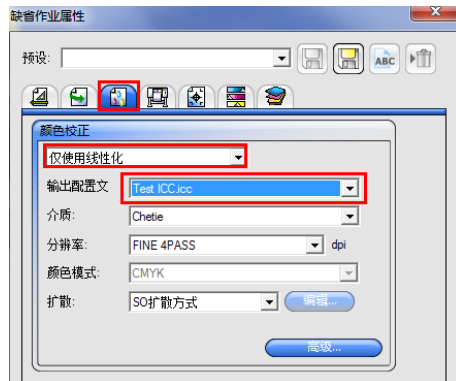 缺省作业属性
预设:
ABC
颜色校正
仅使用线性化
输出配置文 Test ICC.icc
介质: Chetie
分辨率: FINE 4PASS dpi
颜色模式: CMYK
扩散: SO扩散方式 编辑...
高级...